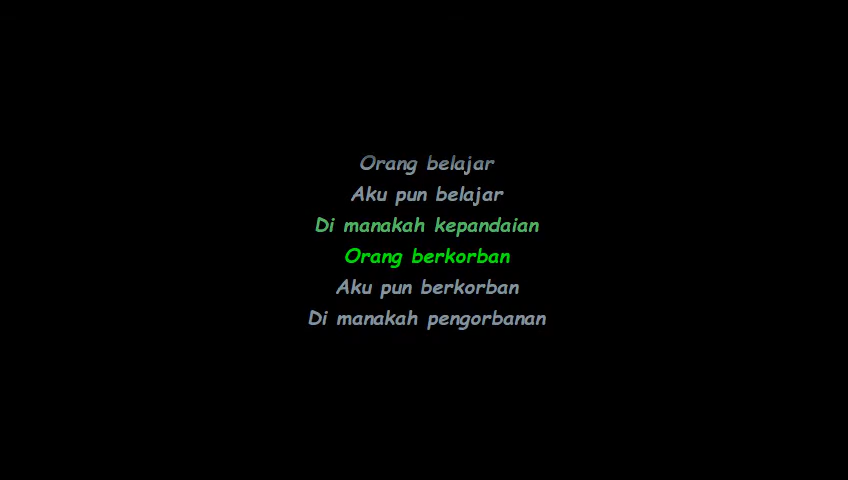 Orang belajar
Aku pun belajar
Di manakah kepandaian
Orang berkorban
Aku pun berkorban
Di manakah pengorbanan